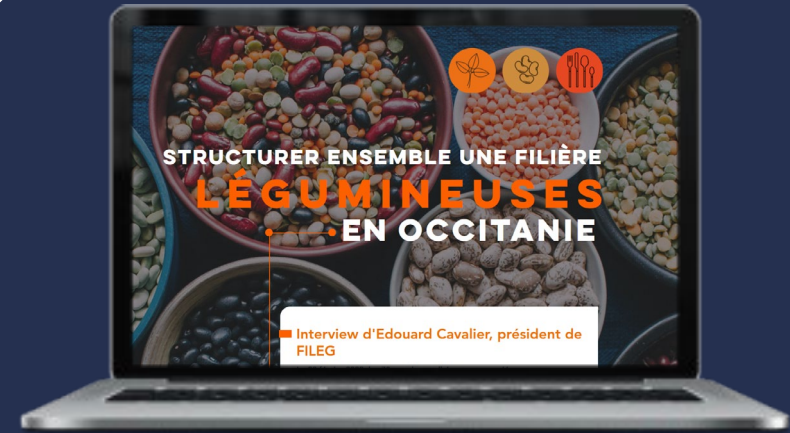 STRUCTURER ENSEMBLE UNE FILIÈRE
LÉGUMINEUSES
EN OCCITANIE
Interview d'Edouard Cavalier, président de
FILEG